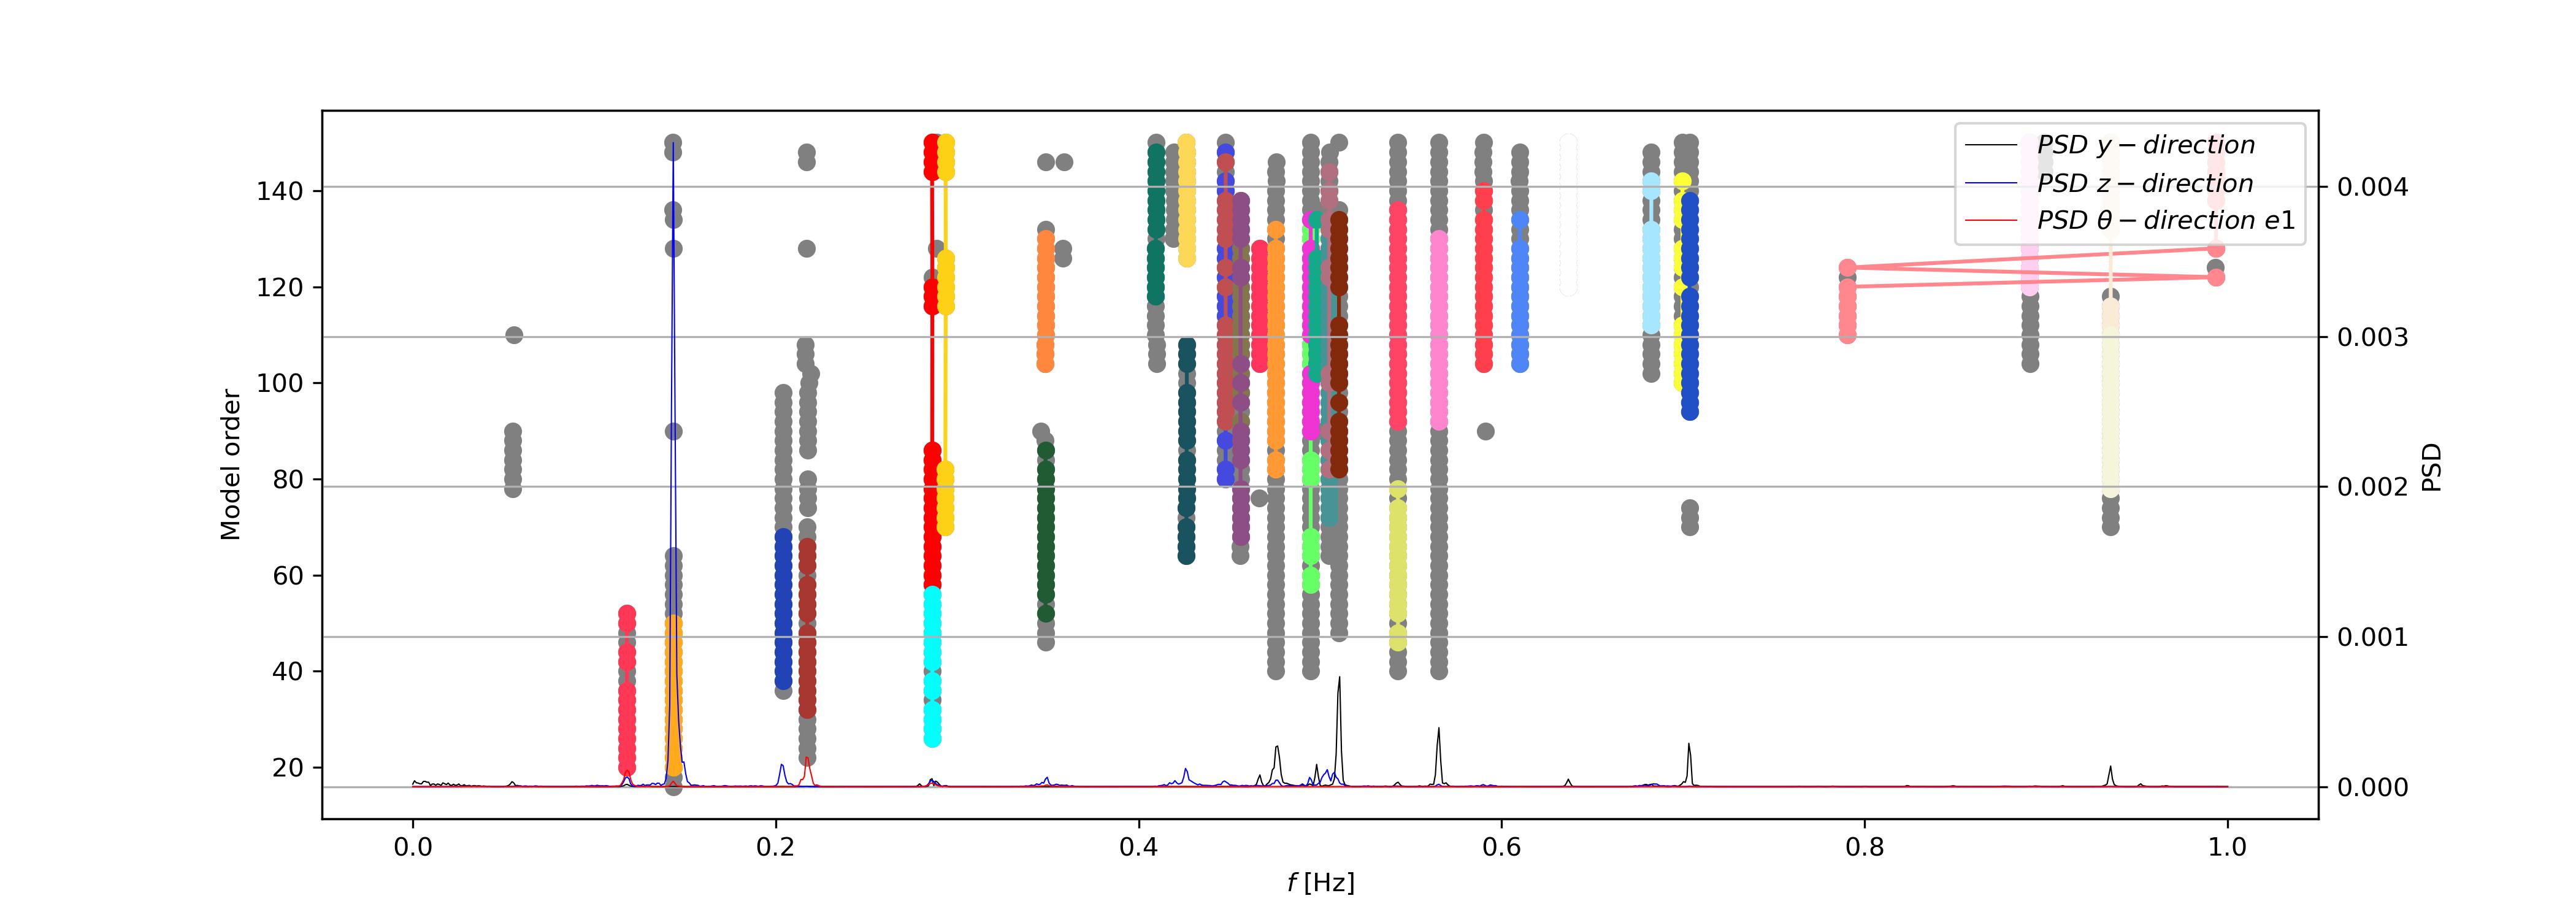 PSD y − direction
PSD z − direction
PSD θ − direction e1
Model order
140
120
100
80
60
40
20
0.004
0.003
0.002
0.001
0.000
PSD
0.0 0.2 0.4 0.6 0.8 1.0
f [Hz]